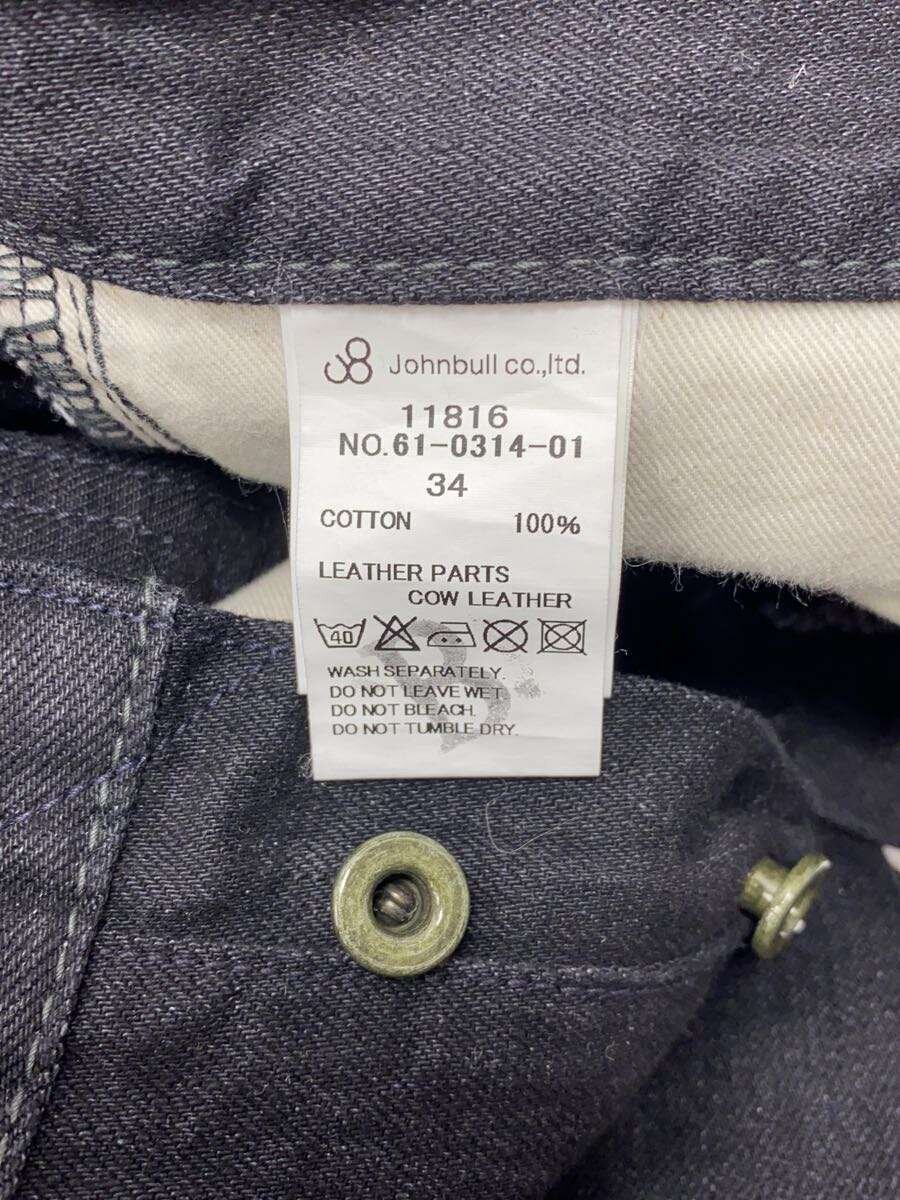 JB Johnbull co.,ltd.
11816
NO.61-0314-01
34
COTTON 100%
LEATHER PARTS
COW LEATHER
40
WASH SEPARATELY.
DO NOT LEAVE WET.
DO NOT BLEACH.
DO NOT TUMBLE DRY.
B